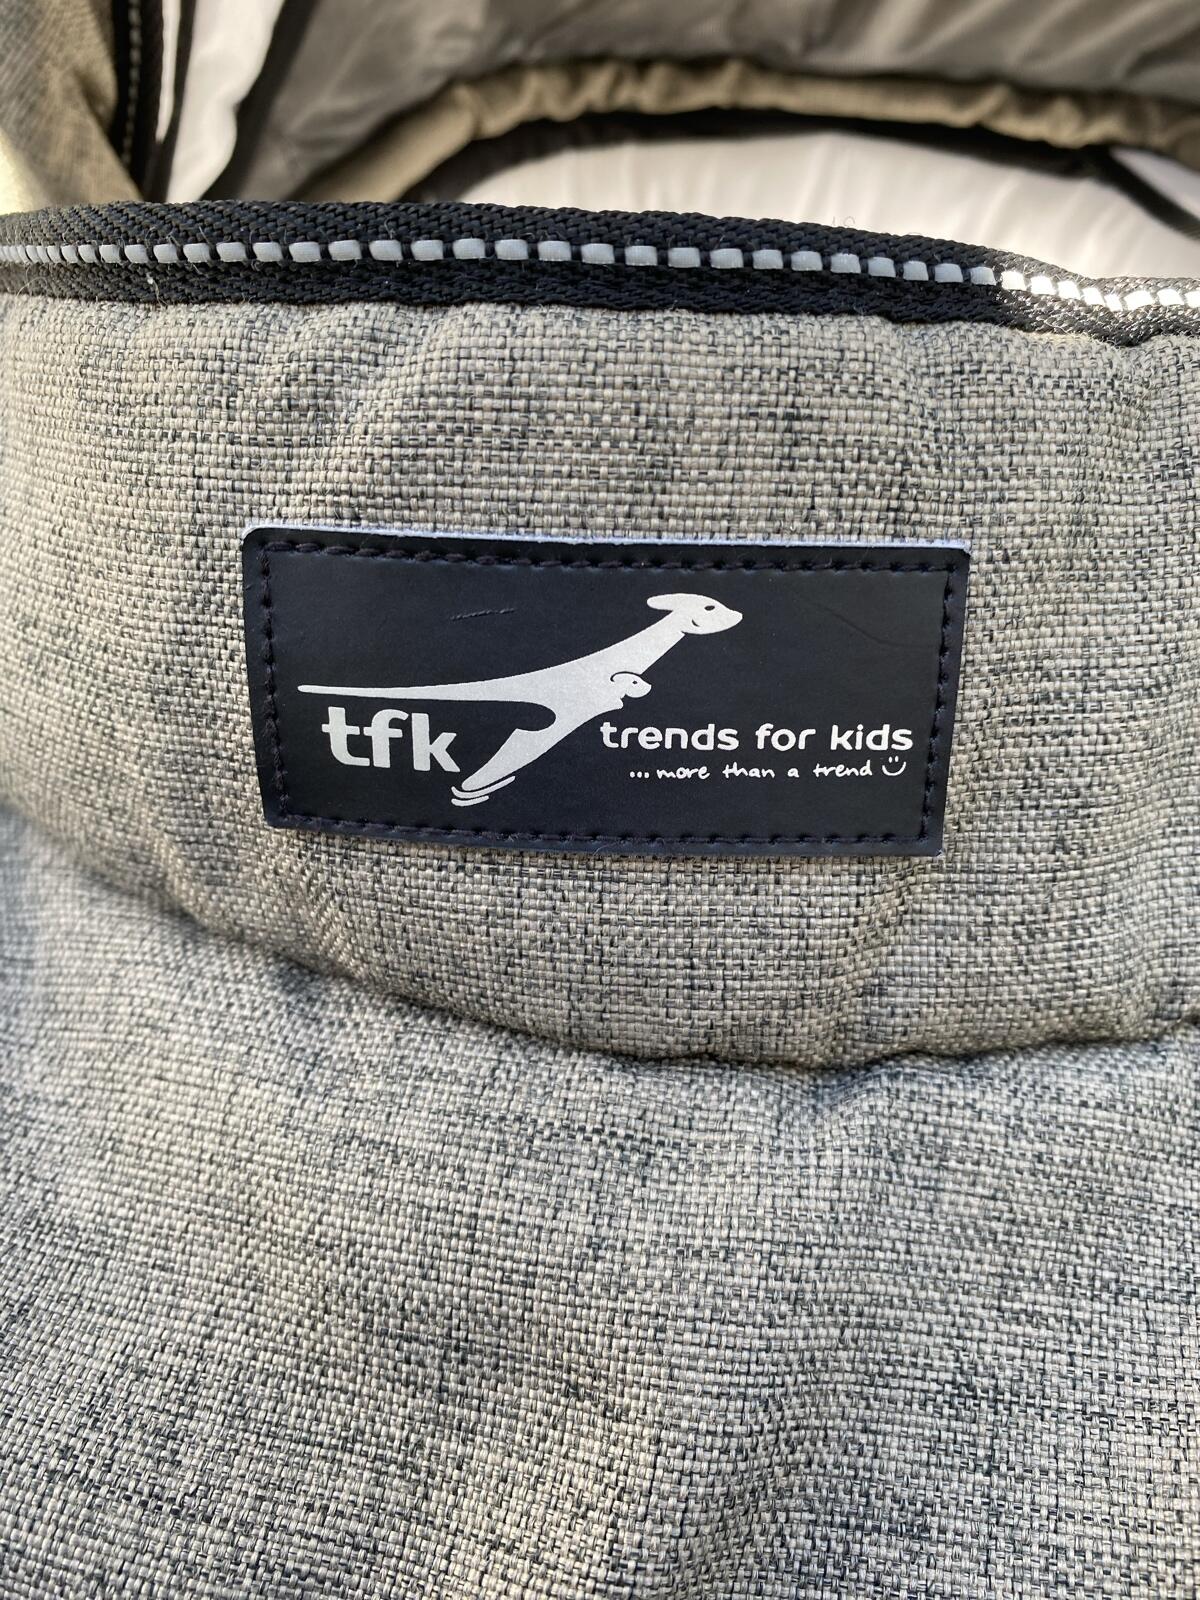 tfk
trends for kids
... more than a trend